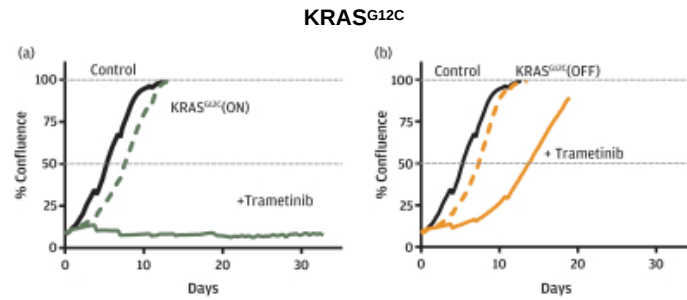 KRASG12C
(a)
Control
KRASG12C(ON)
+Trametinib
% Confluence
100
75
50
25
0
0 10 20 30
Days
(b)
Control KRASG12C(OFF)
+ Trametinib
% Confluence
100
75
50
25
0
0 10 20 30
Days